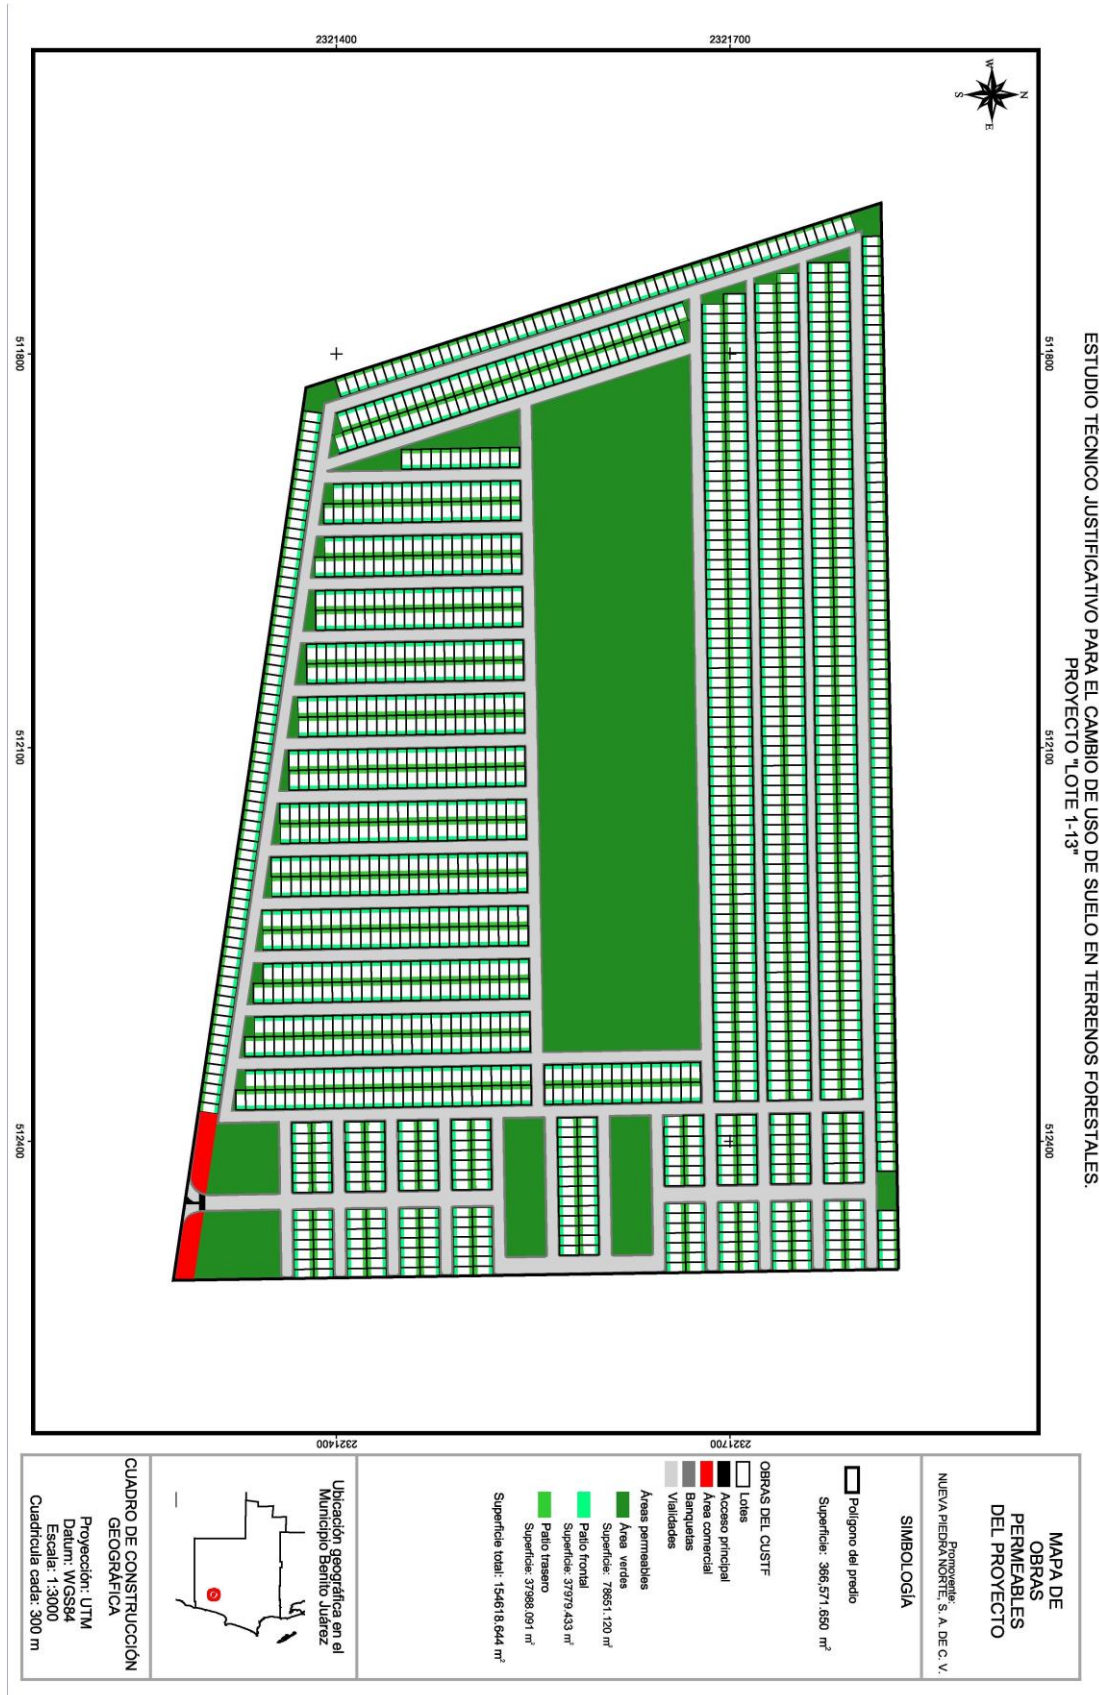 ESTUDIO TÉCNICO JUSTIFICATIVO PARA EL CAMBIO DE USO DE SUELO EN TERRENOS FORESTALES.
PROYECTO "LOTE 1-13"
511800
512100
512400
2321700
2321400
N
W
E
S
2321700
2321400
511800
512100
512400
MAPA DE
OBRAS
PERMEABLES
DEL PROYECTO
Promovente:
NUEVA PIEDRA NORTE, S. A. DE C. V.
SIMBOLOGÍA
Polígono del predio
Superficie: 366,571.650 m²
OBRAS DEL CUSTF
Lotes
Acceso principal
Área comercial
Banquetas
Vialidades
Áreas permeables
Área verdes
Superficie: 78651.120 m²
Patio frontal
Superficie: 37979.433 m²
Patio trasero
Superficie: 37988.091 m²
Superficie total: 154618.644 m²
Ubicación geográfica en el
Municipio Benito Juárez
CUADRO DE CONSTRUCCIÓN
GEOGRÁFICA
Proyección: UTM
Datum: WGS84
Escala: 1:3000
Cuadricula cada: 300 m